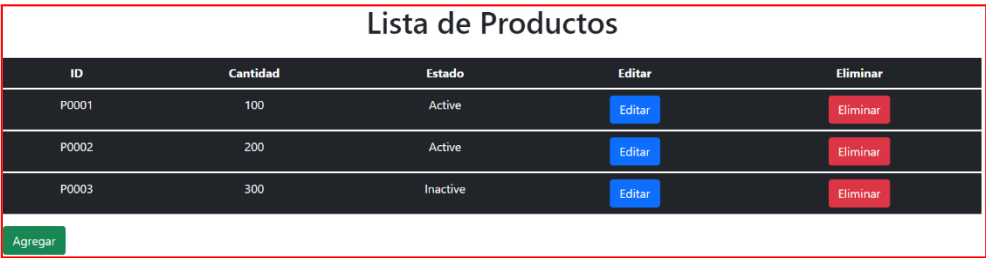 Lista de Productos
ID Cantidad Estado Editar Eliminar
P0001 100 Active Editar Eliminar
P0002 200 Active Editar Eliminar
P0003 300 Inactive Editar Eliminar
Agregar